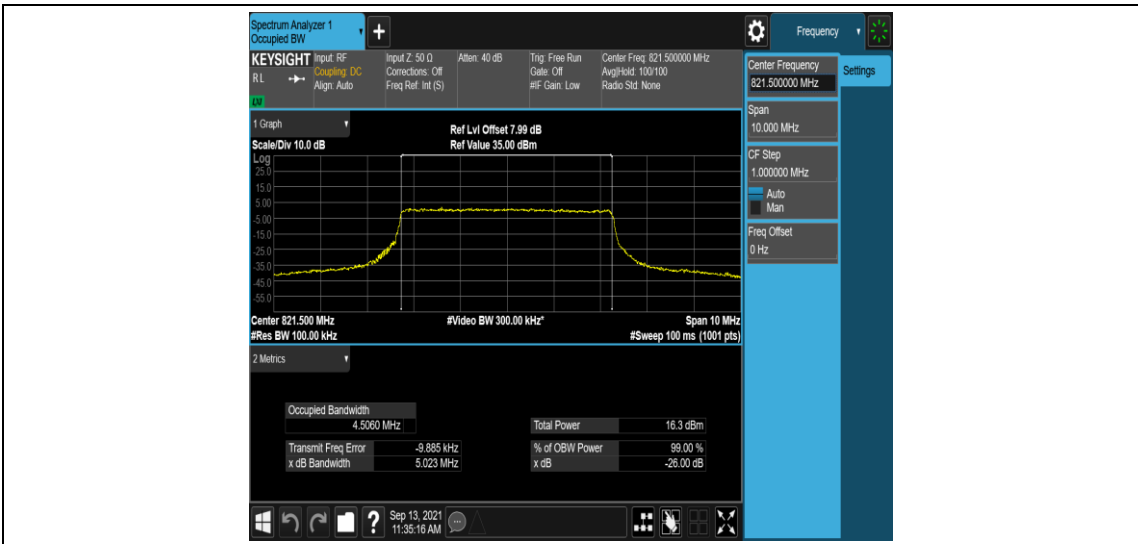 Spectrum Analyzer 1
Occupied BW
Frequency
KEYSIGHT
RL
LXI
Input: RF
Coupling: DC
Align: Auto
Input Z: 50 Ω
Corrections: Off
Freq Ref: Int (S)
Atten: 40 dB
Trig: Free Run
Gate: Off
#IF Gain: Low
Center Freq: 821.500000 MHz
Avg|Hold: 100/100
Radio Std: None
Center Frequency
821.500000 MHz
Settings
Span
10.000 MHz
CF Step
1.000000 MHz
Auto
Man
Freq Offset
0 Hz
1 Graph
Scale/Div 10.0 dB
Ref Lvl Offset 7.99 dB
Ref Value 35.00 dBm
Log
25.0
15.0
5.00
-5.00
-15.0
-25.0
-35.0
-45.0
-55.0
Center 821.500 MHz
#Video BW 300.00 kHz*
Span 10 MHz
#Res BW 100.00 kHz
#Sweep 100 ms (1001 pts)
2 Metrics
Occupied Bandwidth
4.5060 MHz
Total Power 16.3 dBm
Transmit Freq Error -9.885 kHz
% of OBW Power 99.00 %
x dB Bandwidth 5.023 MHz
x dB -26.00 dB
Sep 13, 2021
11:35:16 AM